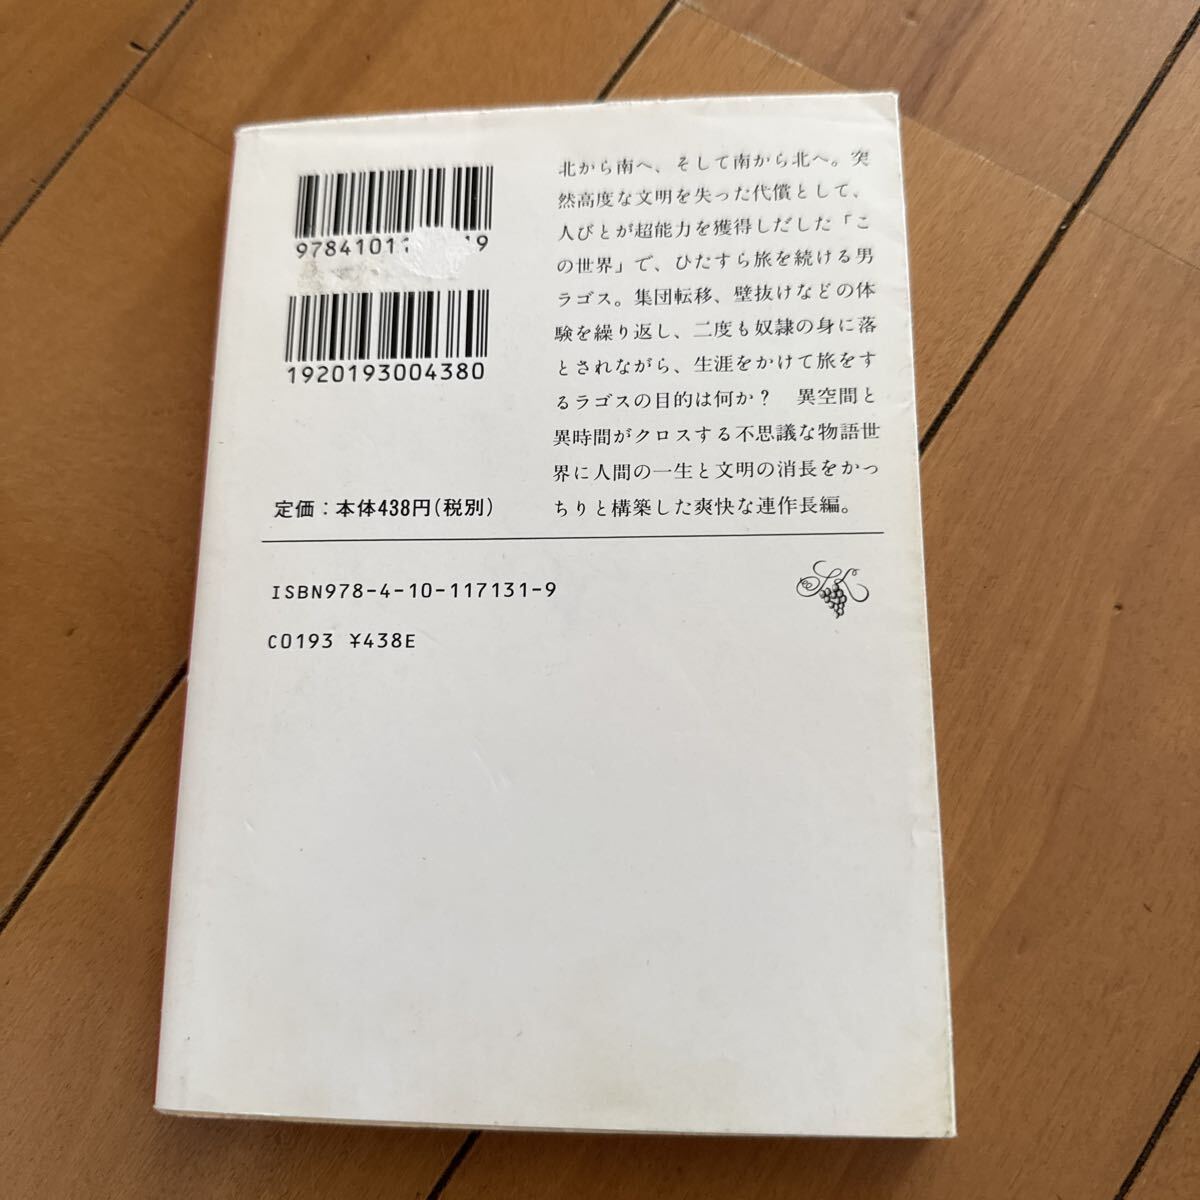 97841011 19
1920193004380
定価:本体438円(税別)
北から南へ、そして南から北へ。突
然高度な文明を失った代償として、
人びとが超能力を獲得しだした「こ
の世界」で、ひたすら旅を続ける男
ラゴス。集団転移、壁抜けなどの体
験を繰り返し、二度も奴隷の身に落
とされながら、生涯をかけて旅をす
るラゴスの目的は何か? 異空間と
異時間がクロスする不思議な物語世
界に人間の一生と文明の消長をかっ
ちりと構築した爽快な連作長編。
ISBN978-4-10-117131-9
C0193 ¥438E